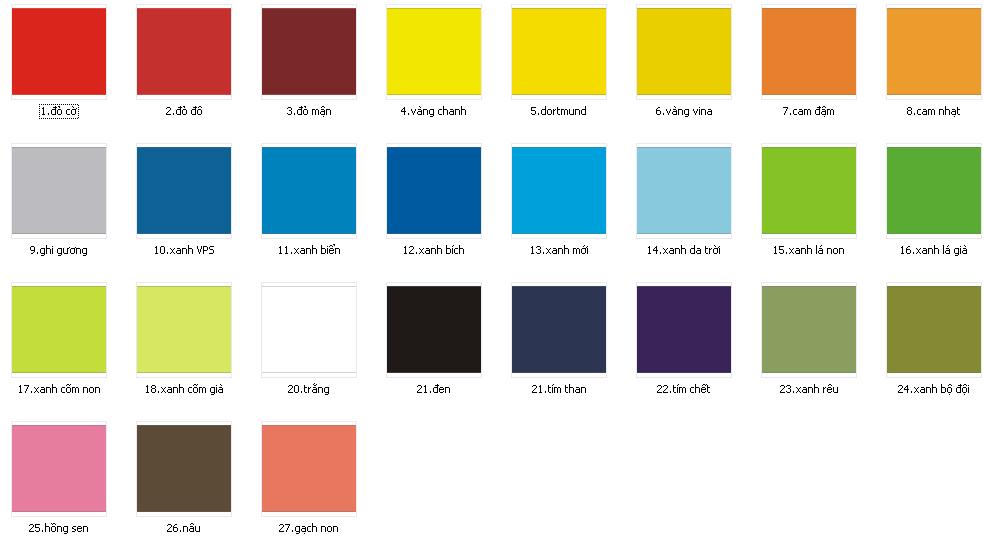 1.đỏ cờ
2.đỏ đô
3.đỏ mận
4.vàng chanh
5.dortmund
6.vàng vina
7.cam đậm
8.cam nhạt
9.ghi gương
10.xanh VPS
11.xanh biển
12.xanh bích
13.xanh mới
14.xanh da trời
15.xanh lá non
16.xanh lá già
17.xanh cõm non
18.xanh cõm già
20.trắng
21.đen
21.tím than
22.tím chết
23.xanh rêu
24.xanh bộ đội
25.hồng sen
26.nâu
27.gạch non